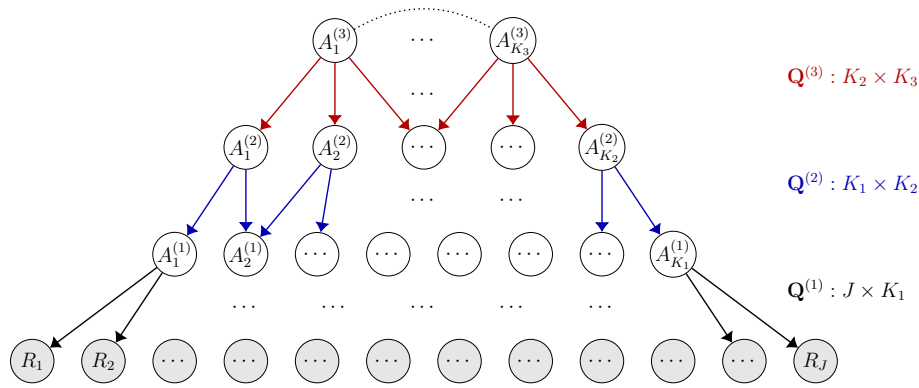 A_1^{(3)} ... A_{K_3}^{(3)}
Q^{(3)} : K_2 × K_3
...
A_1^{(2)} A_2^{(2)} ... ... A_{K_2}^{(2)}
Q^{(2)} : K_1 × K_2
... ...
A_1^{(1)} A_2^{(1)} ... ... ... ... ... A_{K_1}^{(1)}
Q^{(1)} : J × K_1
... ... ... ... ...
R_1 R_2 ... ... ... ... ... ... ... ... ... R_J